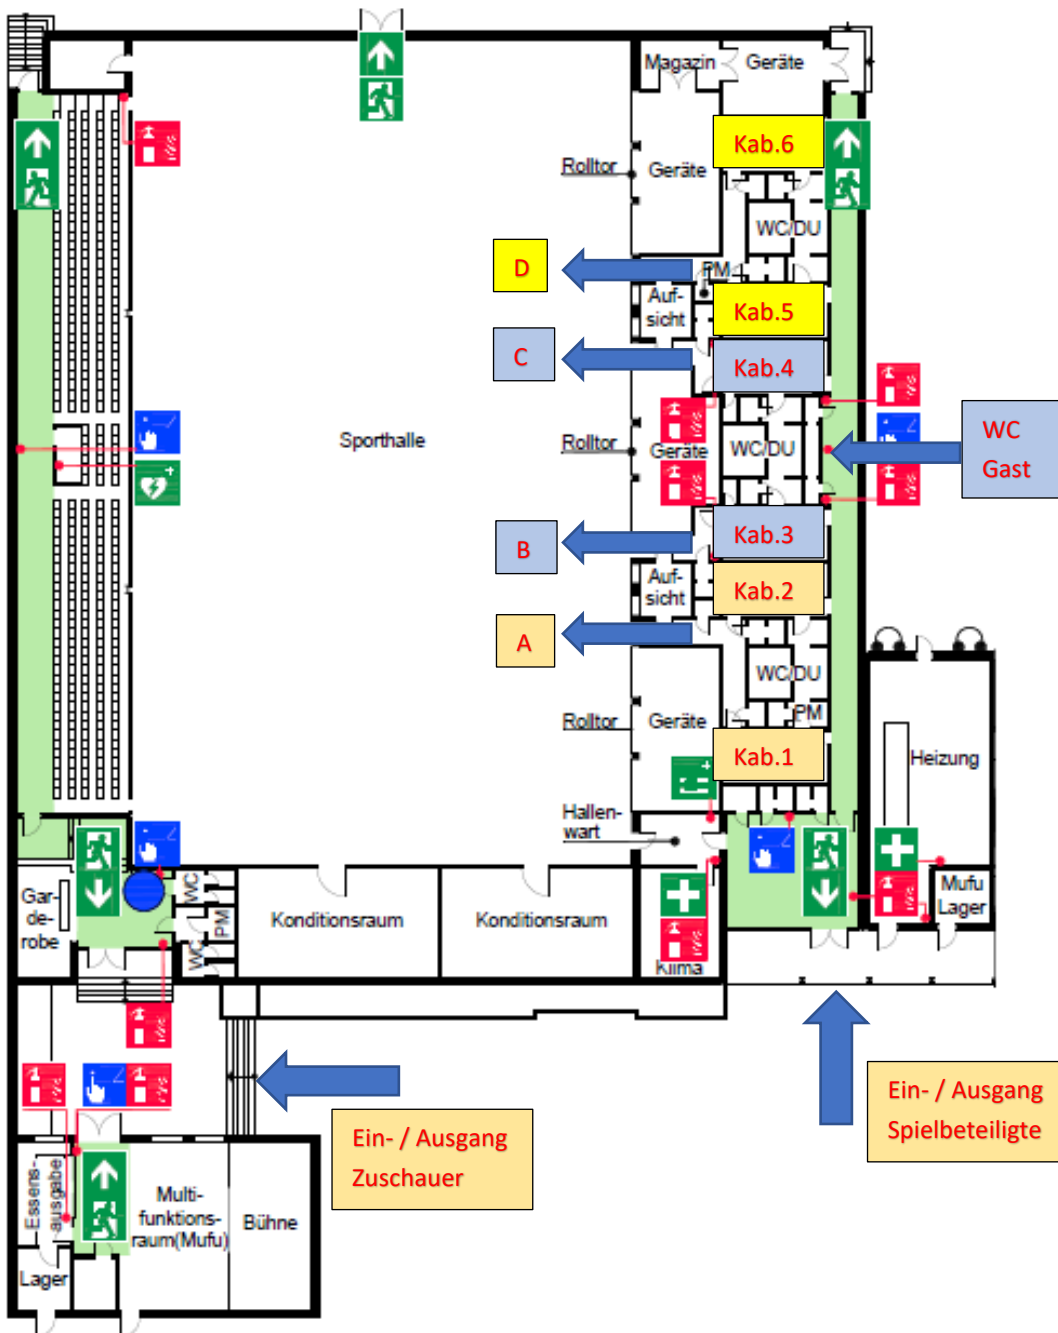 Magazin
Geräte
Kab.6
Rolltor
Geräte
WC/DU
D
PM
Auf-
sicht
Kab.5
C
Kab.4
Sporthalle
Rolltor
Geräte
WC/DU
WC
Gast
B
Kab.3
Auf-
sicht
Kab.2
A
WC/DU
PM
Rolltor
Geräte
Kab.1
Heizung
Hallen-
wart
Gar-
de-
robe
WC
PM
WC
Konditionsraum
Konditionsraum
Klima
Mufu
Lager
Ein- / Ausgang
Zuschauer
Ein- / Ausgang
Spielbeteiligte
Essens-
ausgabe
Multi-
funktions-
raum(Mufu)
Bühne
Lager